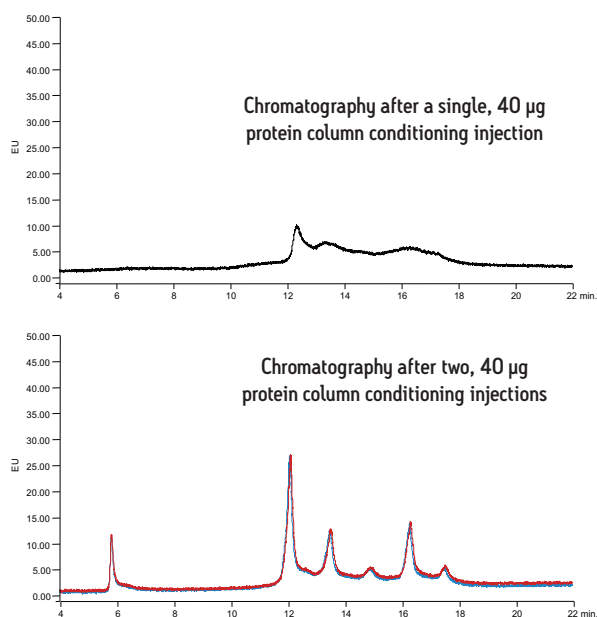 50.00
45.00
40.00
35.00
30.00
25.00
20.00
15.00
10.00
5.00
0.00
EU
Chromatography after a single, 40 µg
protein column conditioning injection
4 6 8 10 12 14 16 18 20 22 min.
50.00
45.00
40.00
35.00
30.00
25.00
20.00
15.00
10.00
5.00
0.00
EU
Chromatography after two, 40 µg
protein column conditioning injections
4 6 8 10 12 14 16 18 20 22 min.